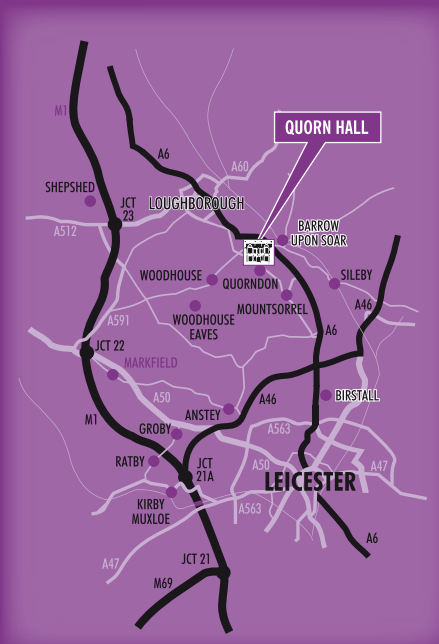 M1
QUORN HALL
A6
A60
SHEPSHED
JCT
23
LOUGHBOROUGH
A512
BARROW
UPON SOAR
WOODHOUSE
QUORNDON
SILEBY
MOUNTSORREL
A46
WOODHOUSE
EAVES
A591
A6
JCT 22
MARKFIELD
A50
A46
BIRSTALL
M1
ANSTEY
GROBY
A563
RATBY
JCT
21A
A50
A47
LEICESTER
KIRBY
MUXLOE
A563
A6
JCT 21
A47
M69